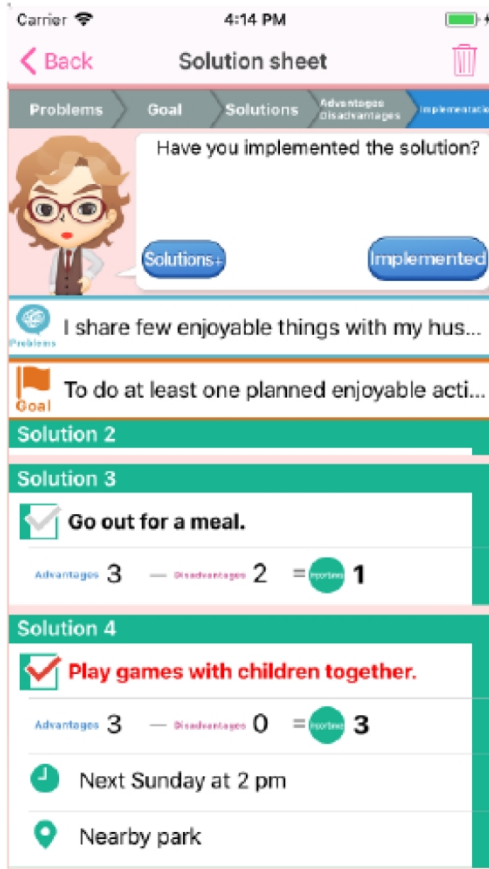 Carrier 4:14 PM
Back Solution sheet
Problems Goal Solutions Advantages Disadvantages Implementatio
Have you implemented the solution?
Solutions+ Implemented
Problems I share few enjoyable things with my hus...
Goal To do at least one planned enjoyable acti...
Solution 2
Solution 3
Go out for a meal.
Advantages 3 — Disadvantages 2 = 1
Solution 4
Play games with children together.
Advantages 3 — Disadvantages 0 = 3
Next Sunday at 2 pm
Nearby park